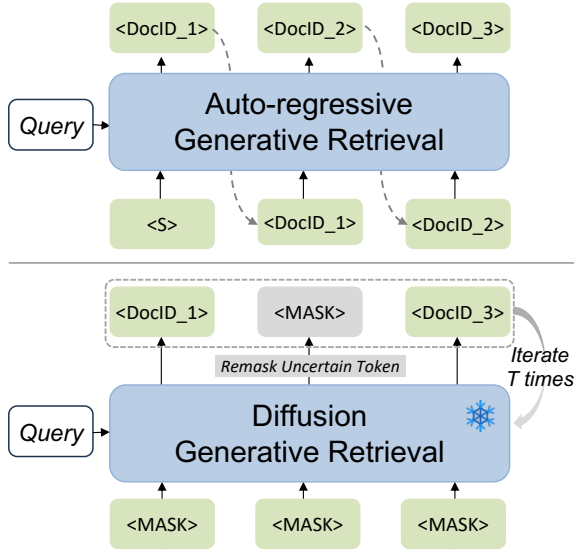 <DocID_1> <DocID_2> <DocID_3>
Query
Auto-regressive
Generative Retrieval
<S> <DocID_1> <DocID_2>
<DocID_1> <MASK> <DocID_3>
Remask Uncertain Token
Iterate
T times
Query
Diffusion
Generative Retrieval
<MASK> <MASK> <MASK>